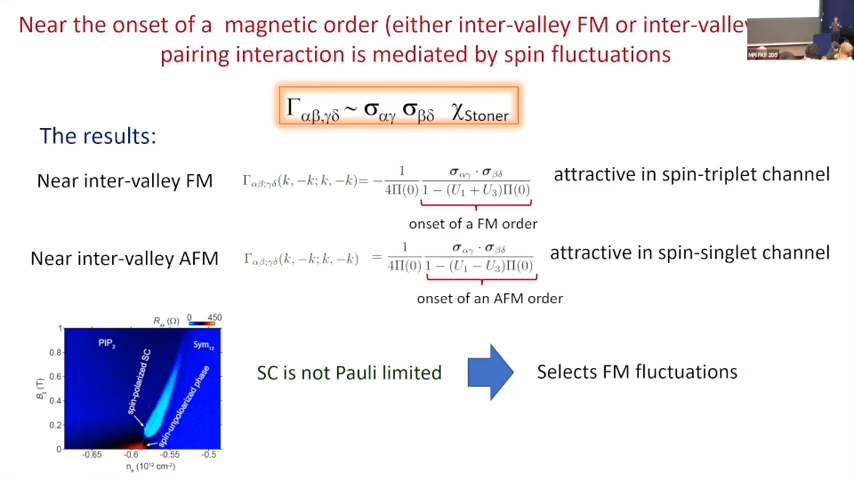 Near the onset of a magnetic order (either inter-valley FM or inter-valley
pairing interaction is mediated by spin fluctuations
MPI PKS 2025
Γαβ,γδ ~ σαγ σβδ χStoner
The results:
Near inter-valley FM
Γαβ;γδ(k, −k; k, −k) = − 1/4Π(0) σαγ · σβδ / 1 − (U1 + U3)Π(0)
attractive in spin-triplet channel
onset of a FM order
Near inter-valley AFM
Γαβ;γδ(k, −k; k, −k) = 1/4Π(0) σαγ · σβδ / 1 − (U1 − U3)Π(0)
attractive in spin-singlet channel
onset of an AFM order
Rxx (Ω) 0 450
PIP2
Sym12
spin-polarized SC
spin-unpoloarized phase
B∥ (T)
1
0.8
0.6
0.4
0.2
0
-0.65 -0.6 -0.55 -0.5
ne (10^12 cm^-2)
SC is not Pauli limited
Selects FM fluctuations